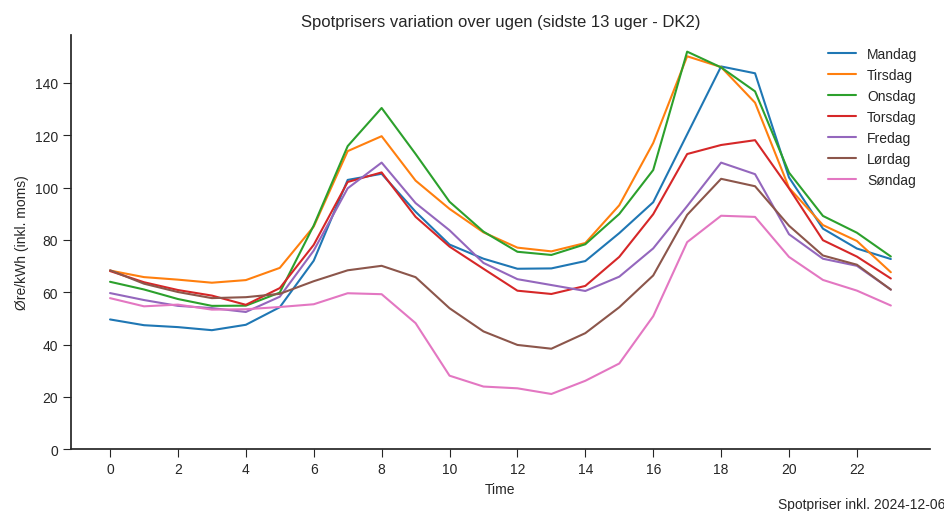 Spotprisers variation over ugen (sidste 13 uger - DK2)
Øre/kWh (inkl. moms)
140
120
100
80
60
40
20
0
0 2 4 6 8 10 12 14 16 18 20 22
Time
Mandag
Tirsdag
Onsdag
Torsdag
Fredag
Lørdag
Søndag
Spotpriser inkl. 2024-12-06